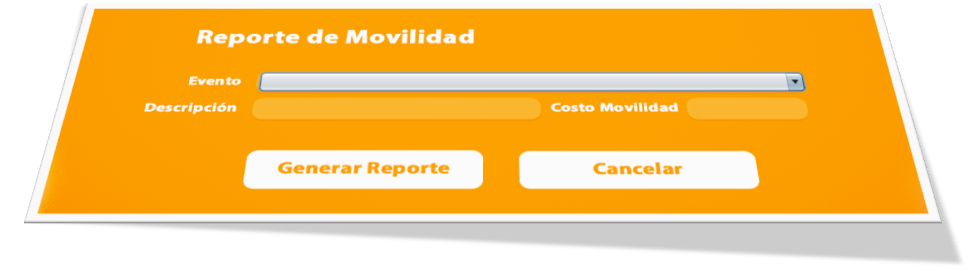 Reporte de Movilidad
Evento
Descripción Costo Movilidad
Generar Reporte Cancelar